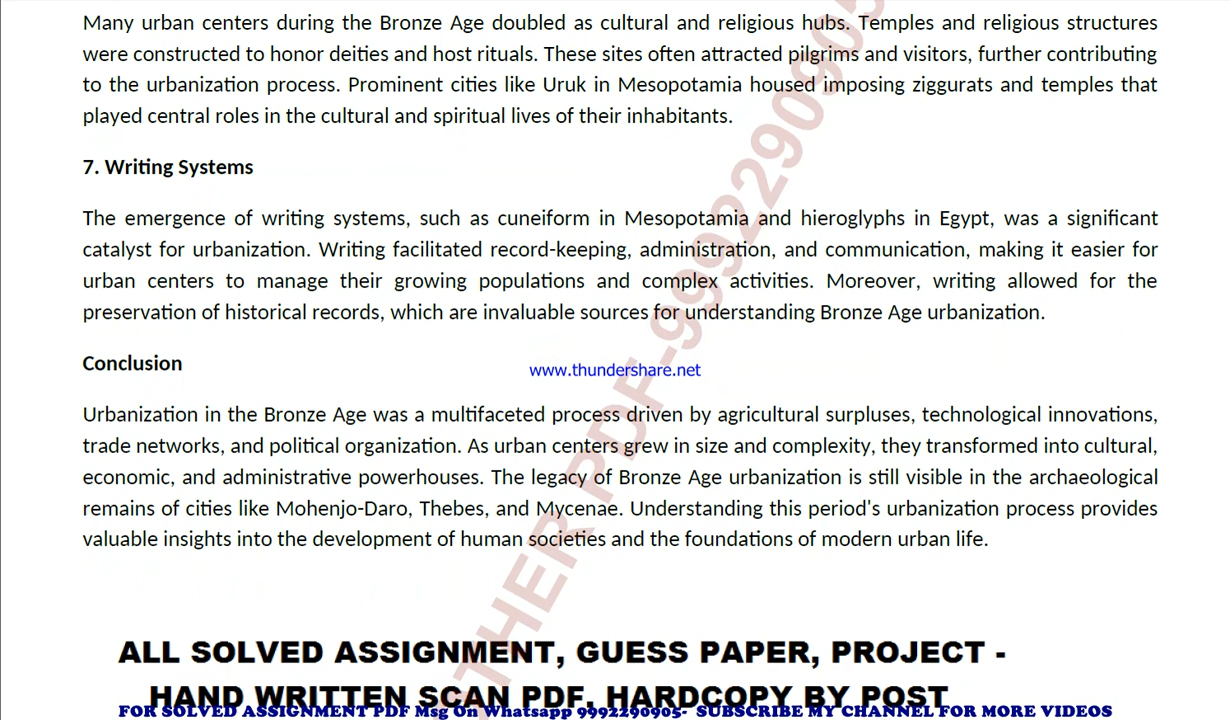 Many urban centers during the Bronze Age doubled as cultural and religious hubs. Temples and religious structures
were constructed to honor deities and host rituals. These sites often attracted pilgrims and visitors, further contributing
to the urbanization process. Prominent cities like Uruk in Mesopotamia housed imposing ziggurats and temples that
played central roles in the cultural and spiritual lives of their inhabitants.
7. Writing Systems
The emergence of writing systems, such as cuneiform in Mesopotamia and hieroglyphs in Egypt, was a significant
catalyst for urbanization. Writing facilitated record-keeping, administration, and communication, making it easier for
urban centers to manage their growing populations and complex activities. Moreover, writing allowed for the
preservation of historical records, which are invaluable sources for understanding Bronze Age urbanization.
Conclusion
www.thundershare.net
Urbanization in the Bronze Age was a multifaceted process driven by agricultural surpluses, technological innovations,
trade networks, and political organization. As urban centers grew in size and complexity, they transformed into cultural,
economic, and administrative powerhouses. The legacy of Bronze Age urbanization is still visible in the archaeological
remains of cities like Mohenjo-Daro, Thebes, and Mycenae. Understanding this period's urbanization process provides
valuable insights into the development of human societies and the foundations of modern urban life.
ALL SOLVED ASSIGNMENT, GUESS PAPER, PROJECT -
HAND WRITTEN SCAN PDF, HARDCOPY BY POST
FOR SOLVED ASSIGNMENT PDF Msg On Whatsapp 9992290905- SUBSCRIBE MY CHANNEL FOR MORE VIDEOS
PDF-9992290905